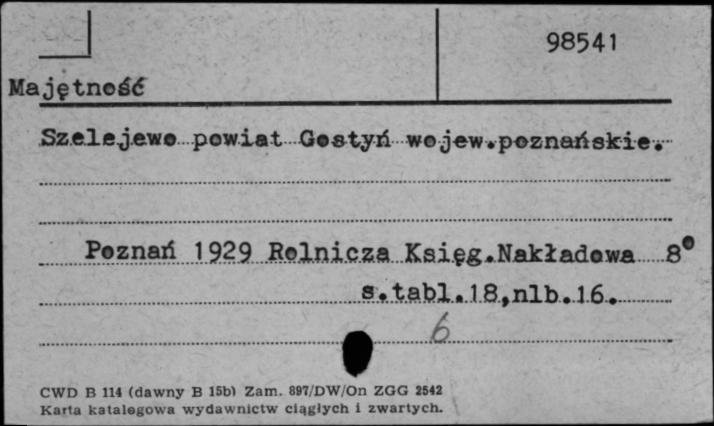 98541
Majętność
Szelejewo powiat Gostyń wojew.poznańskie.
Poznań 1929 Rolnicza Księg.Nakładowa 8°
s.tabl.18,nlb.16.
6
CWD B 114 (dawny B 15b) Zam. 897/DW/On ZGG 2542
Karta katalogowa wydawnictw ciągłych i zwartych.